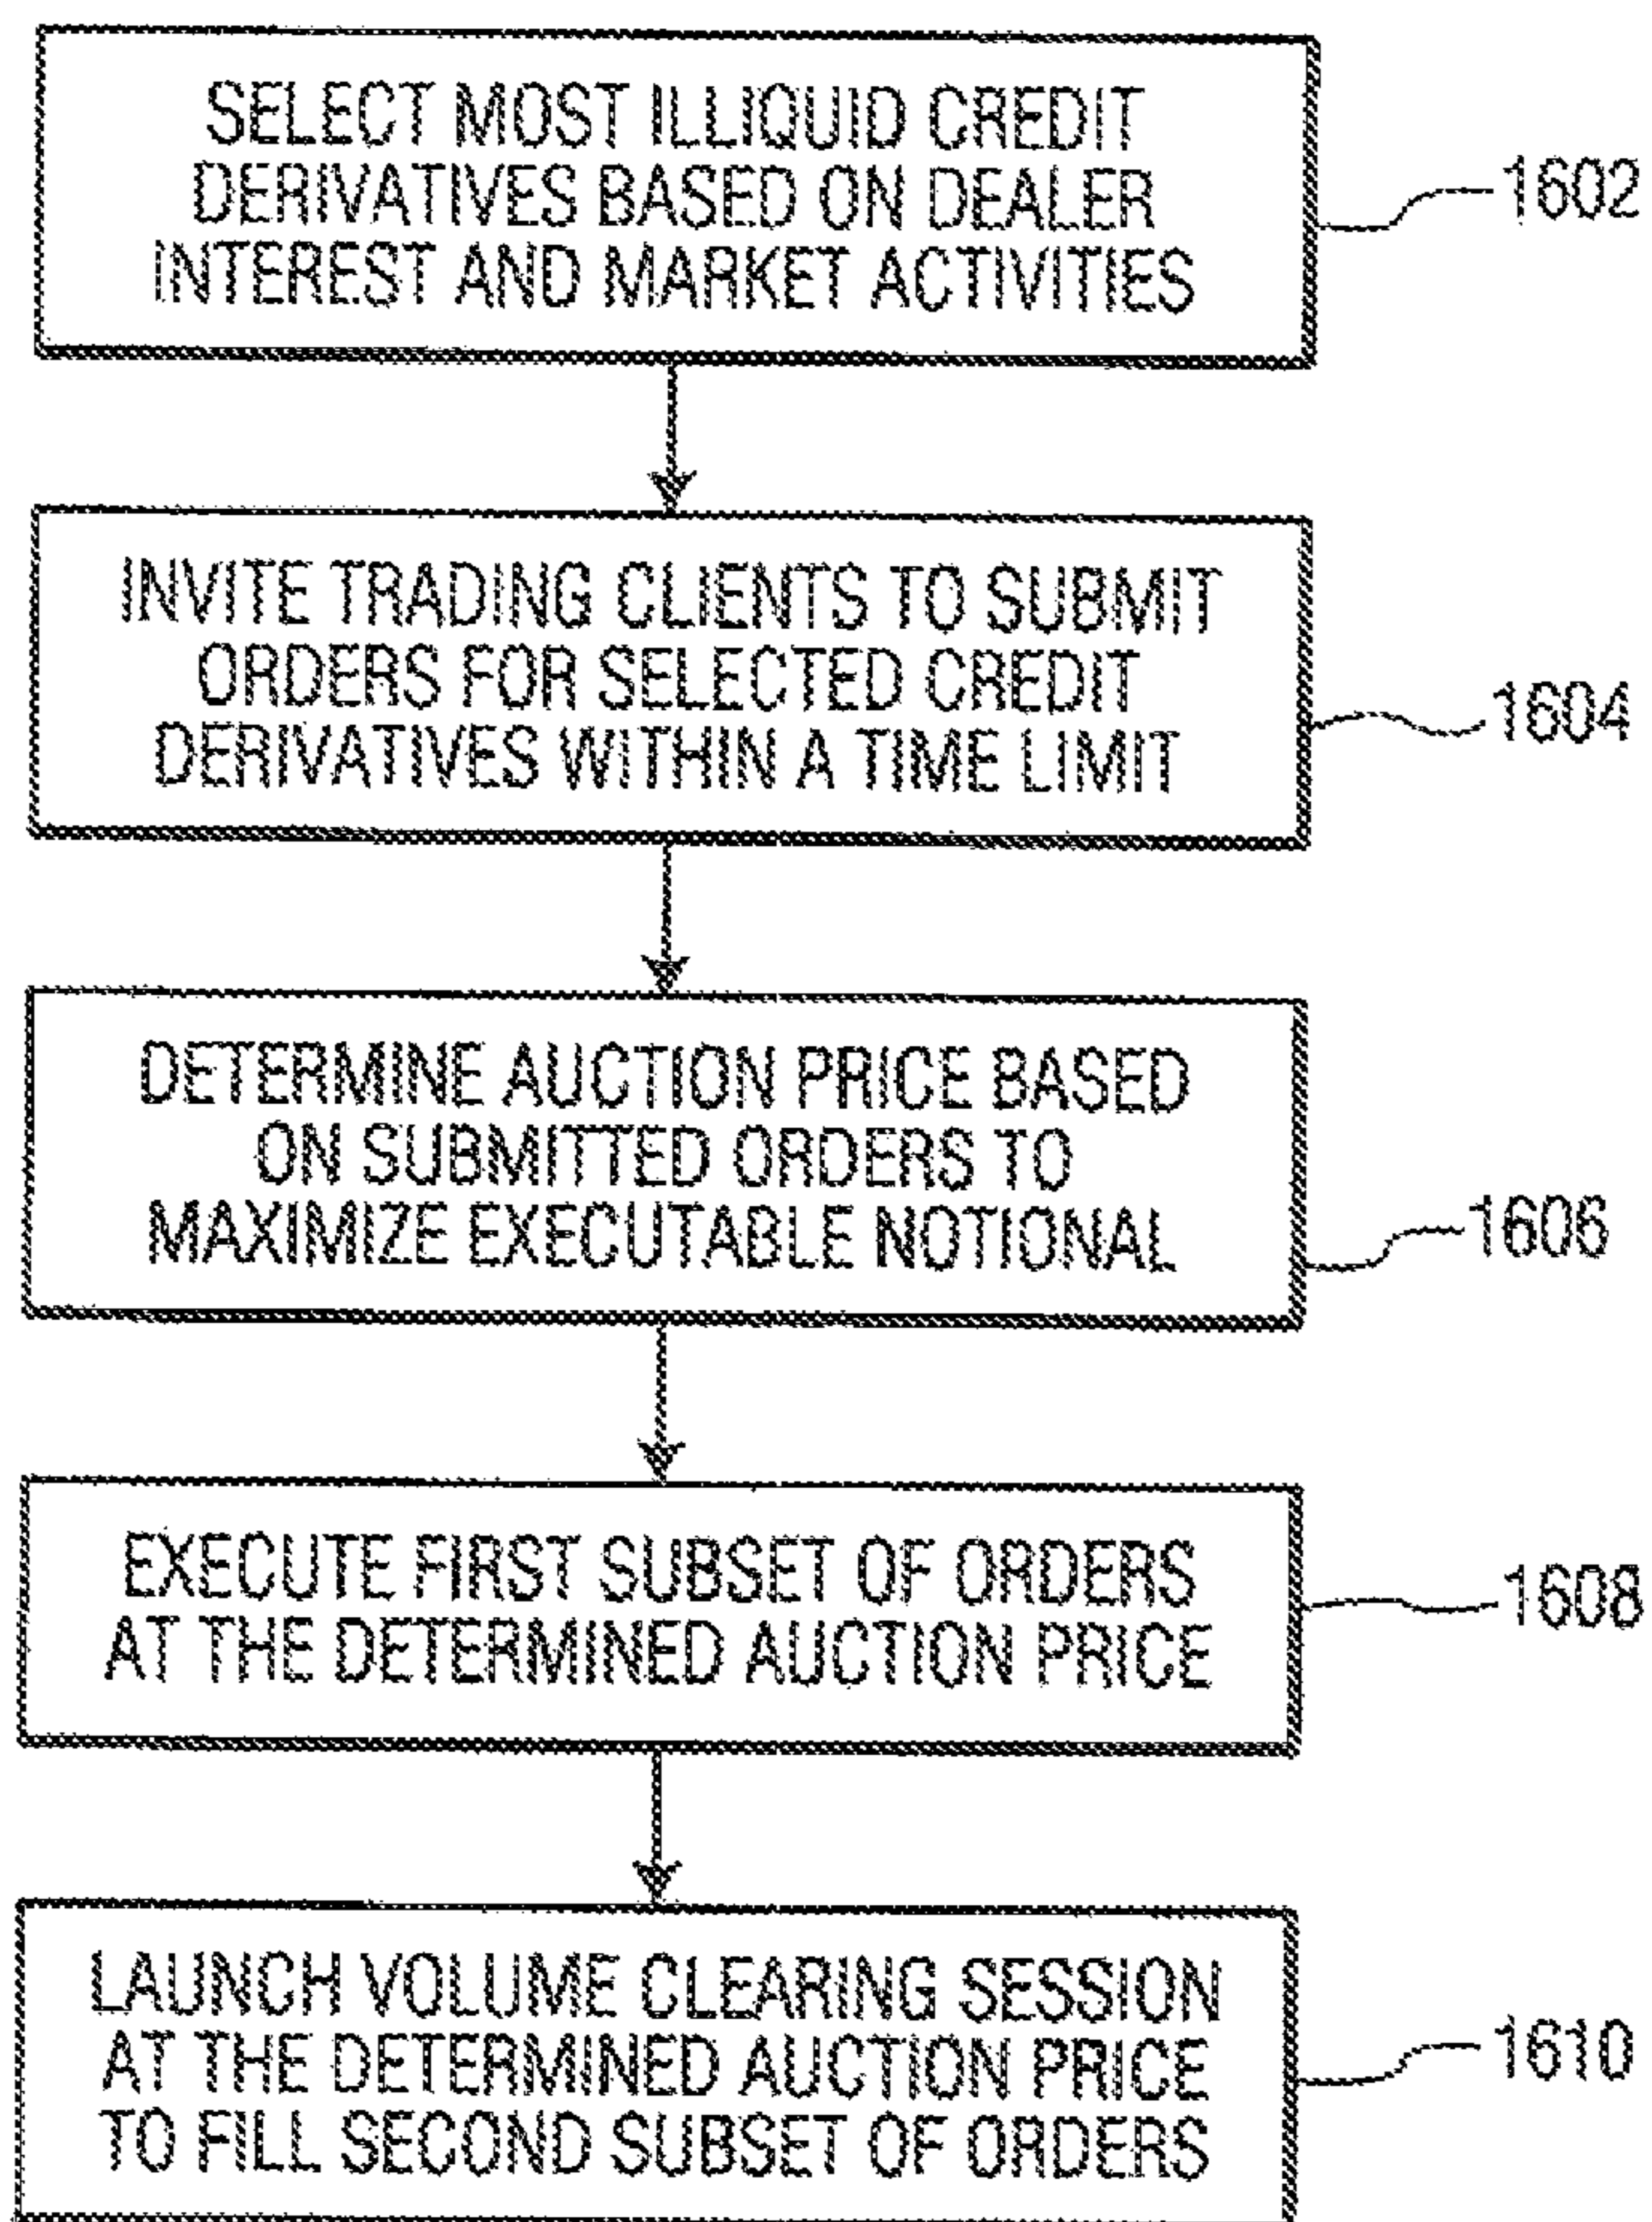 SELECT MOST ILLIQUID CREDIT
DERIVATIVES BASED ON DEALER
INTEREST AND MARKET ACTIVITIES
1602
INVITE TRADING CLIENTS TO SUBMIT
ORDERS FOR SELECTED CREDIT
DERIVATIVES WITHIN A TIME LIMIT
1604
DETERMINE AUCTION PRICE BASED
ON SUBMITTED ORDERS TO
MAXIMIZE EXECUTABLE NOTIONAL
1606
EXECUTE FIRST SUBSET OF ORDERS
AT THE DETERMINED AUCTION PRICE
1608
LAUNCH VOLUME CLEARING SESSION
AT THE DETERMINED AUCTION PRICE
TO FILL SECOND SUBSET OF ORDERS
1610